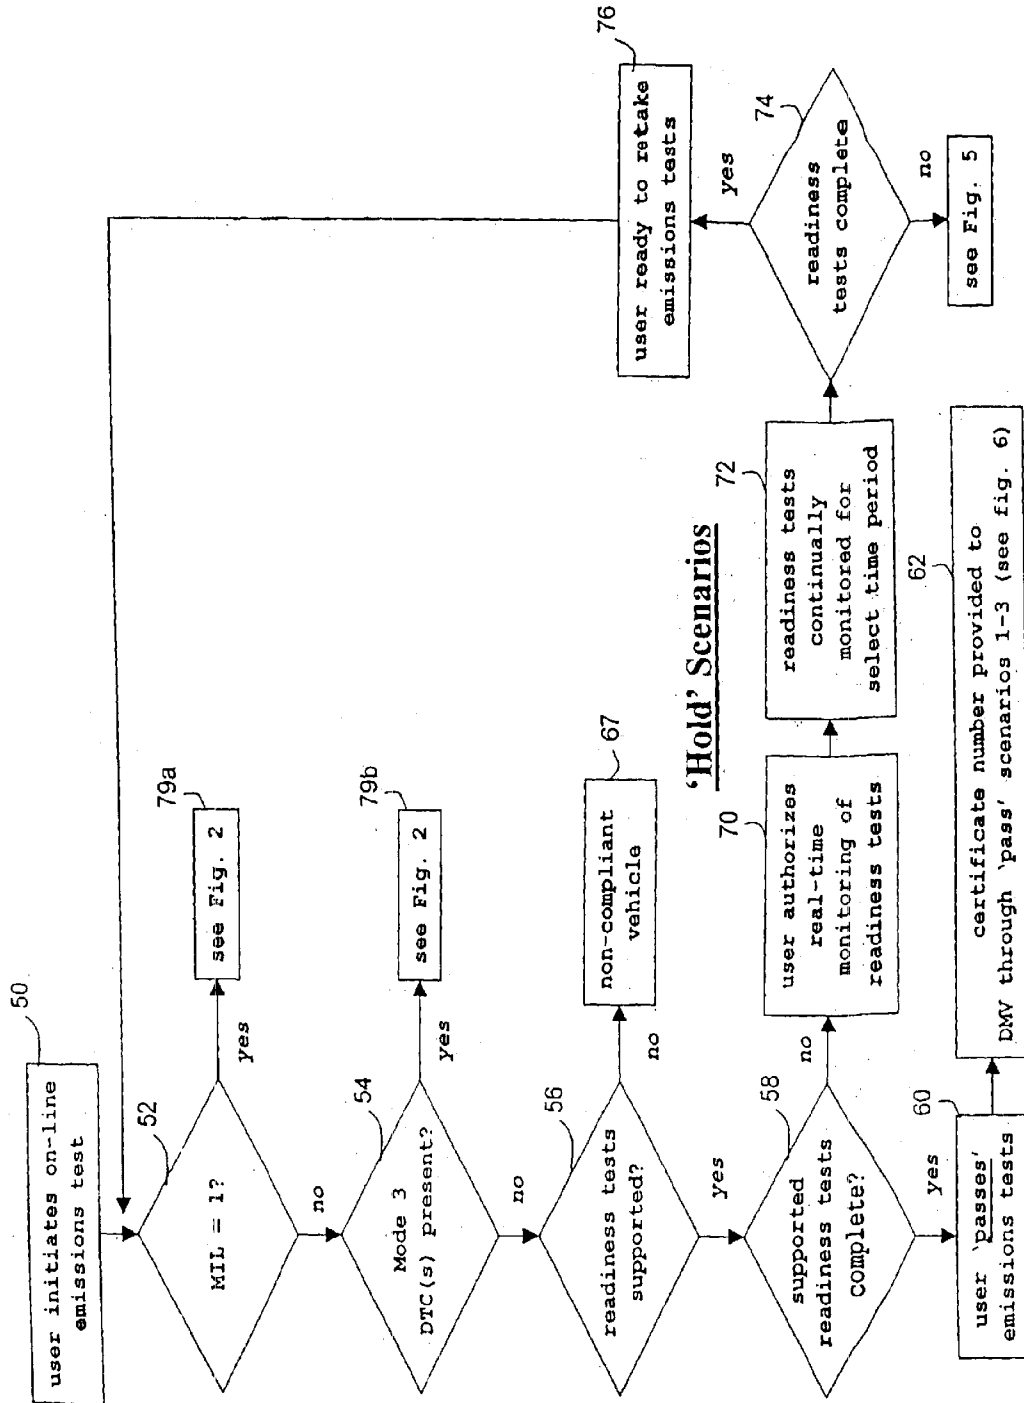 50
user initiates on-line
emissions test
52
MIL = 1?
yes
79a
see Fig. 2
no
54
Mode 3
DTC(s) present?
yes
79b
see Fig. 2
no
56
readiness tests
supported?
no
67
non-compliant
vehicle
yes
58
supported
readiness tests
complete?
no
'Hold' Scenarios
70
user authorizes
real-time
monitoring of
readiness tests
72
readiness tests
continually
monitored for
select time period
74
readiness
tests complete
yes
76
user ready to retake
emissions tests
no
see Fig. 5
yes
60
user 'passes'
emissions tests
62
certificate number provided to
DMV through 'pass' scenarios 1-3 (see fig. 6)